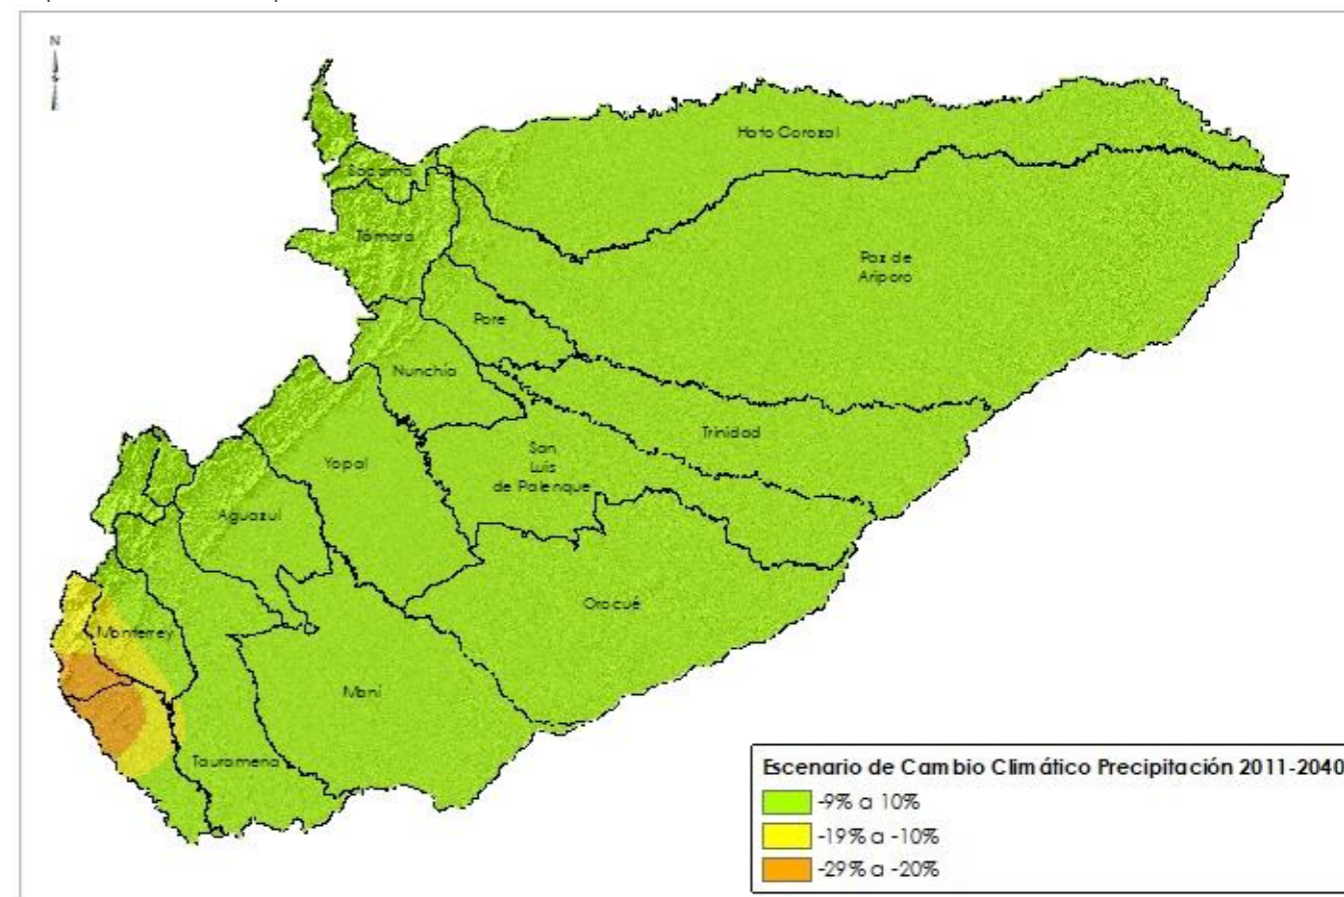 N
Hato Corozal
Sácama
Támara
Paz de
Ariporo
Pore
Nunchía
Trinidad
San
Luis
de Palenque
Yopal
Aguazul
Orocué
Monterrey
Maní
Tauramena
Escenario de Cambio Climático Precipitación 2011-2040
-9% a 10%
-19% a -10%
-29% a -20%